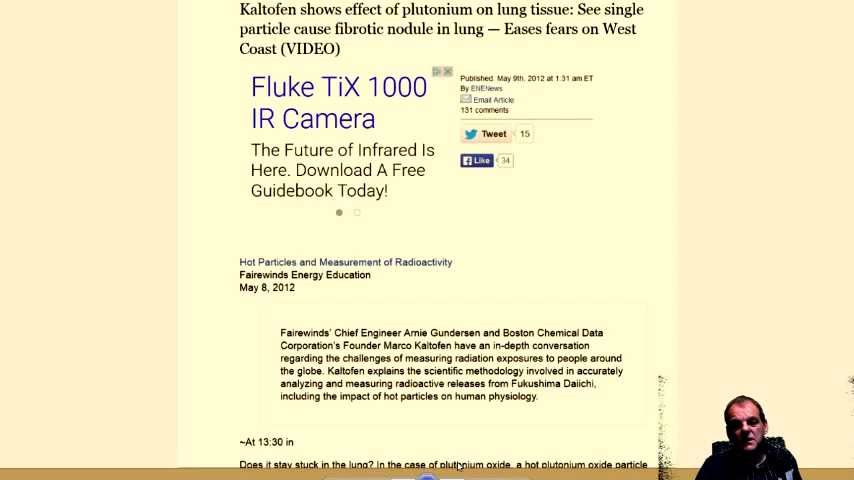 Kaltofen shows effect of plutonium on lung tissue: See single
particle cause fibrotic nodule in lung — Eases fears on West
Coast (VIDEO)
Fluke TiX 1000
IR Camera
The Future of Infrared Is
Here. Download A Free
Guidebook Today!
Published: May 9th, 2012 at 1:31 am ET
By ENENews
Email Article
131 comments
Tweet 15
Like 34
Hot Particles and Measurement of Radioactivity
Fairewinds Energy Education
May 8, 2012
Fairewinds' Chief Engineer Arnie Gundersen and Boston Chemical Data
Corporation's Founder Marco Kaltofen have an in-depth conversation
regarding the challenges of measuring radiation exposures to people around
the globe. Kaltofen explains the scientific methodology involved in accurately
analyzing and measuring radioactive releases from Fukushima Daiichi,
including the impact of hot particles on human physiology.
~At 13:30 in
Does it stay stuck in the lung? In the case of plutonium oxide, a hot plutonium oxide particle